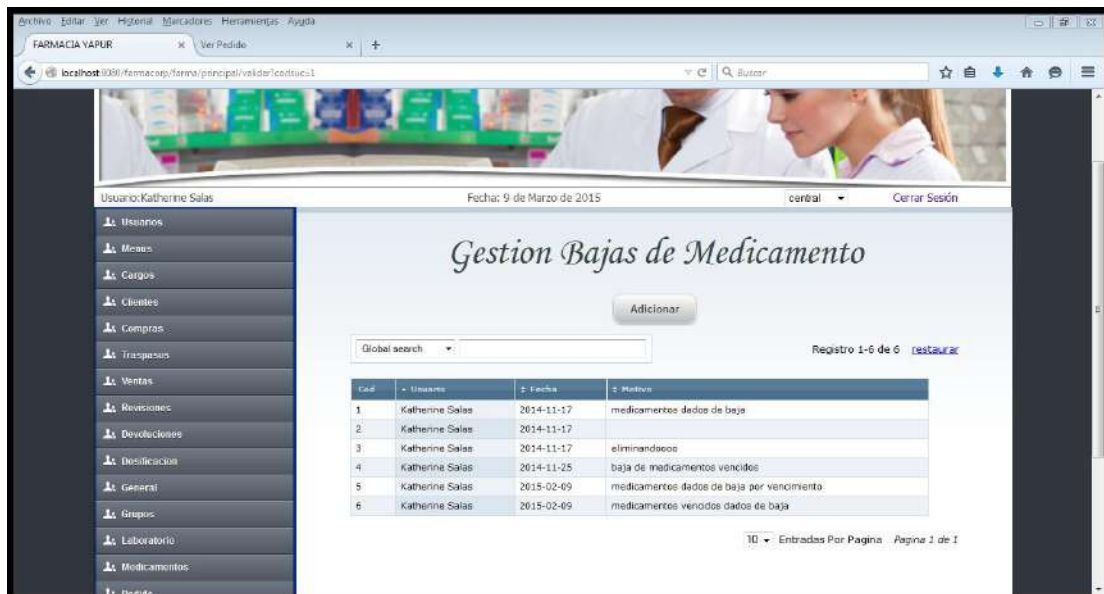 Archivo Editar Ver Historial Marcadores Herramientas Ayuda
FARMACIA YAPUR × Ver Pedido × +
localhost:8080/farmacorp/farma/principal/validar?codsuc=1 Buscar
Usuario:Katherine Salas Fecha: 9 de Marzo de 2015 central Cerrar Sesión
Usuarios
Menus
Cargos
Clientes
Compras
Traspasos
Ventas
Revisiones
Devoluciones
Dosificacion
General
Grupos
Laboratorio
Medicamentos
Pedido
Gestion Bajas de Medicamento
Adicionar
Global search Registro 1-6 de 6 restaurar
Cod Usuario Fecha Motivo
1 Katherine Salas 2014-11-17 medicamentos dados de baja
2 Katherine Salas 2014-11-17
3 Katherine Salas 2014-11-17 eliminandoooo
4 Katherine Salas 2014-11-25 baja de medicamentos vencidos
5 Katherine Salas 2015-02-09 medicamentos dados de baja por vencimiento
6 Katherine Salas 2015-02-09 medicamentos vencidos dados de baja
10 Entradas Por Pagina Pagina 1 de 1